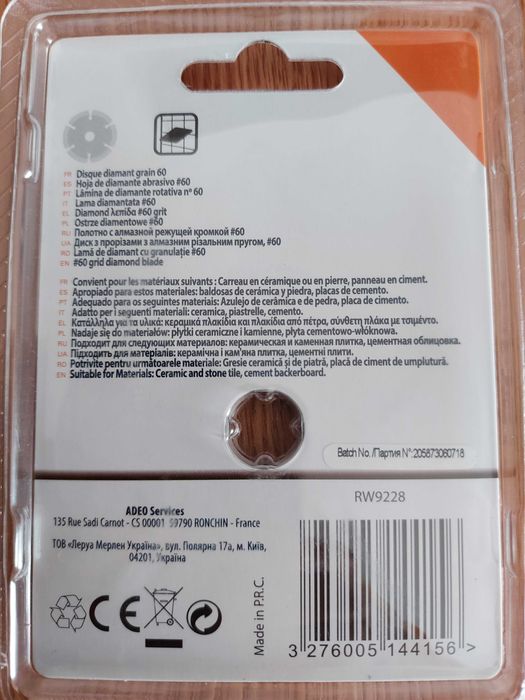 FR Disque diamant grain 60
ES Hoja de diamante abrasivo #60
PT Lámina de diamante rotativa nº 60
IT Lama diamantata #60
EL Diamond λεπίδα #60 grit
PL Ostrze diamentowe #60
RU Полотно с алмазной режущей кромкой #60
UA Диск з прорізами з алмазним різальним пругом, #60
RO Lamă de diamant cu granulație #60
EN #60 grid diamond blade
FR Convient pour les matériaux suivants : Carreau en céramique ou en pierre, panneau en ciment.
ES Apropiado para estos materiales: baldosas de cerámica y piedra, placas de cemento.
PT Adequado para os seguintes materiais: Azulejo de cerâmica e de pedra, placa de cimento.
IT Adatto per i seguenti materiali: ceramica, piastrelle, cemento.
EL Κατάλληλα για τα υλικά: κεραμικά πλακίδια και πλακίδια από πέτρα, σύνθετη πλάκα με τσιμέντο.
PL Nadaje się do materiałów: płytki ceramiczne i kamienne, płyta cementowo-włóknowa.
RU Подходит для следующих материалов: керамическая и каменная плитка, цементная облицовка.
UA Підходить для матеріалів: керамічна і кам'яна плитка, цементні плити.
RO Potrivite pentru următoarele materiale: Gresie ceramică și de piatră, placă de ciment de umplutură.
EN Suitable for Materials: Ceramic and stone tile, cement backerboard.
Batch No. /Партия N°:205873060718
RW9228
ADEO Services
135 Rue Sadi Carnot - CS 00001 59790 RONCHIN - France
ТОВ «Леруа Мерлен Україна», вул. Полярна 17а, м. Київ,
04201, Україна
CE
Made in P.R.C.
3 276005 144156 >